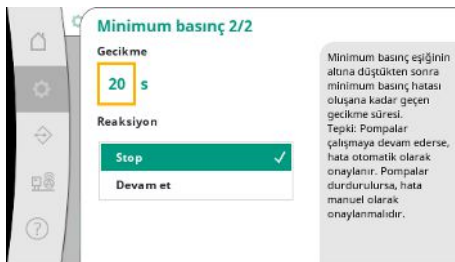 Minimum basınç 2/2
Gecikme
20 s
Reaksiyon
Stop
Devam et
Minimum basınç eşiğinin
altına düştükten sonra
minimum basınç hatası
oluşana kadar geçen
gecikme süresi.
Tepki: Pompalar
çalışmaya devam ederse,
hata otomatik olarak
onaylanır. Pompalar
durdurulursa, hata
manuel olarak
onaylanmalıdır.